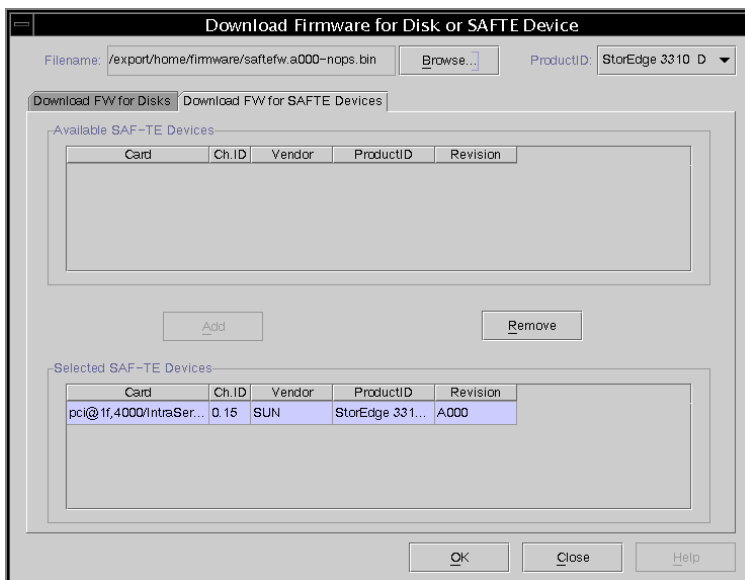 Download Firmware for Disk or SAFTE Device
Filename: /export/home/firmware/saftefw.a000-nops.bin Browse... ProductID: StorEdge 3310 D
Download FW for Disks Download FW for SAFTE Devices
Available SAF-TE Devices
Card Ch.ID Vendor ProductID Revision
Add Remove
Selected SAF-TE Devices
Card Ch.ID Vendor ProductID Revision
pci@1f,4000/IntraSer... 0.15 SUN StorEdge 331... A000
OK Close Help